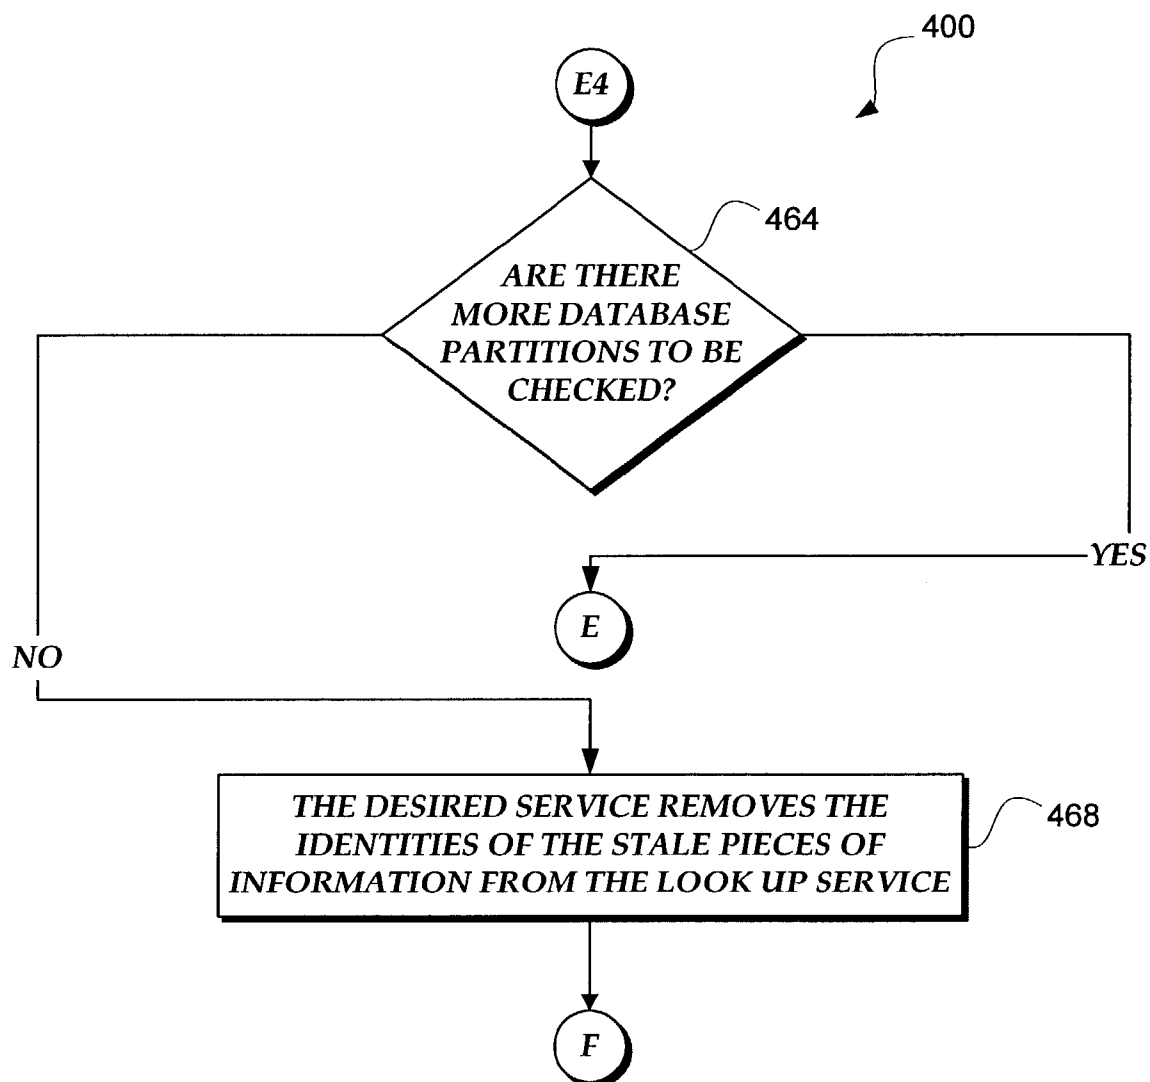 400
E4
464
ARE THERE
MORE DATABASE
PARTITIONS TO BE
CHECKED?
YES
E
NO
THE DESIRED SERVICE REMOVES THE
IDENTITIES OF THE STALE PIECES OF
INFORMATION FROM THE LOOK UP SERVICE
468
F